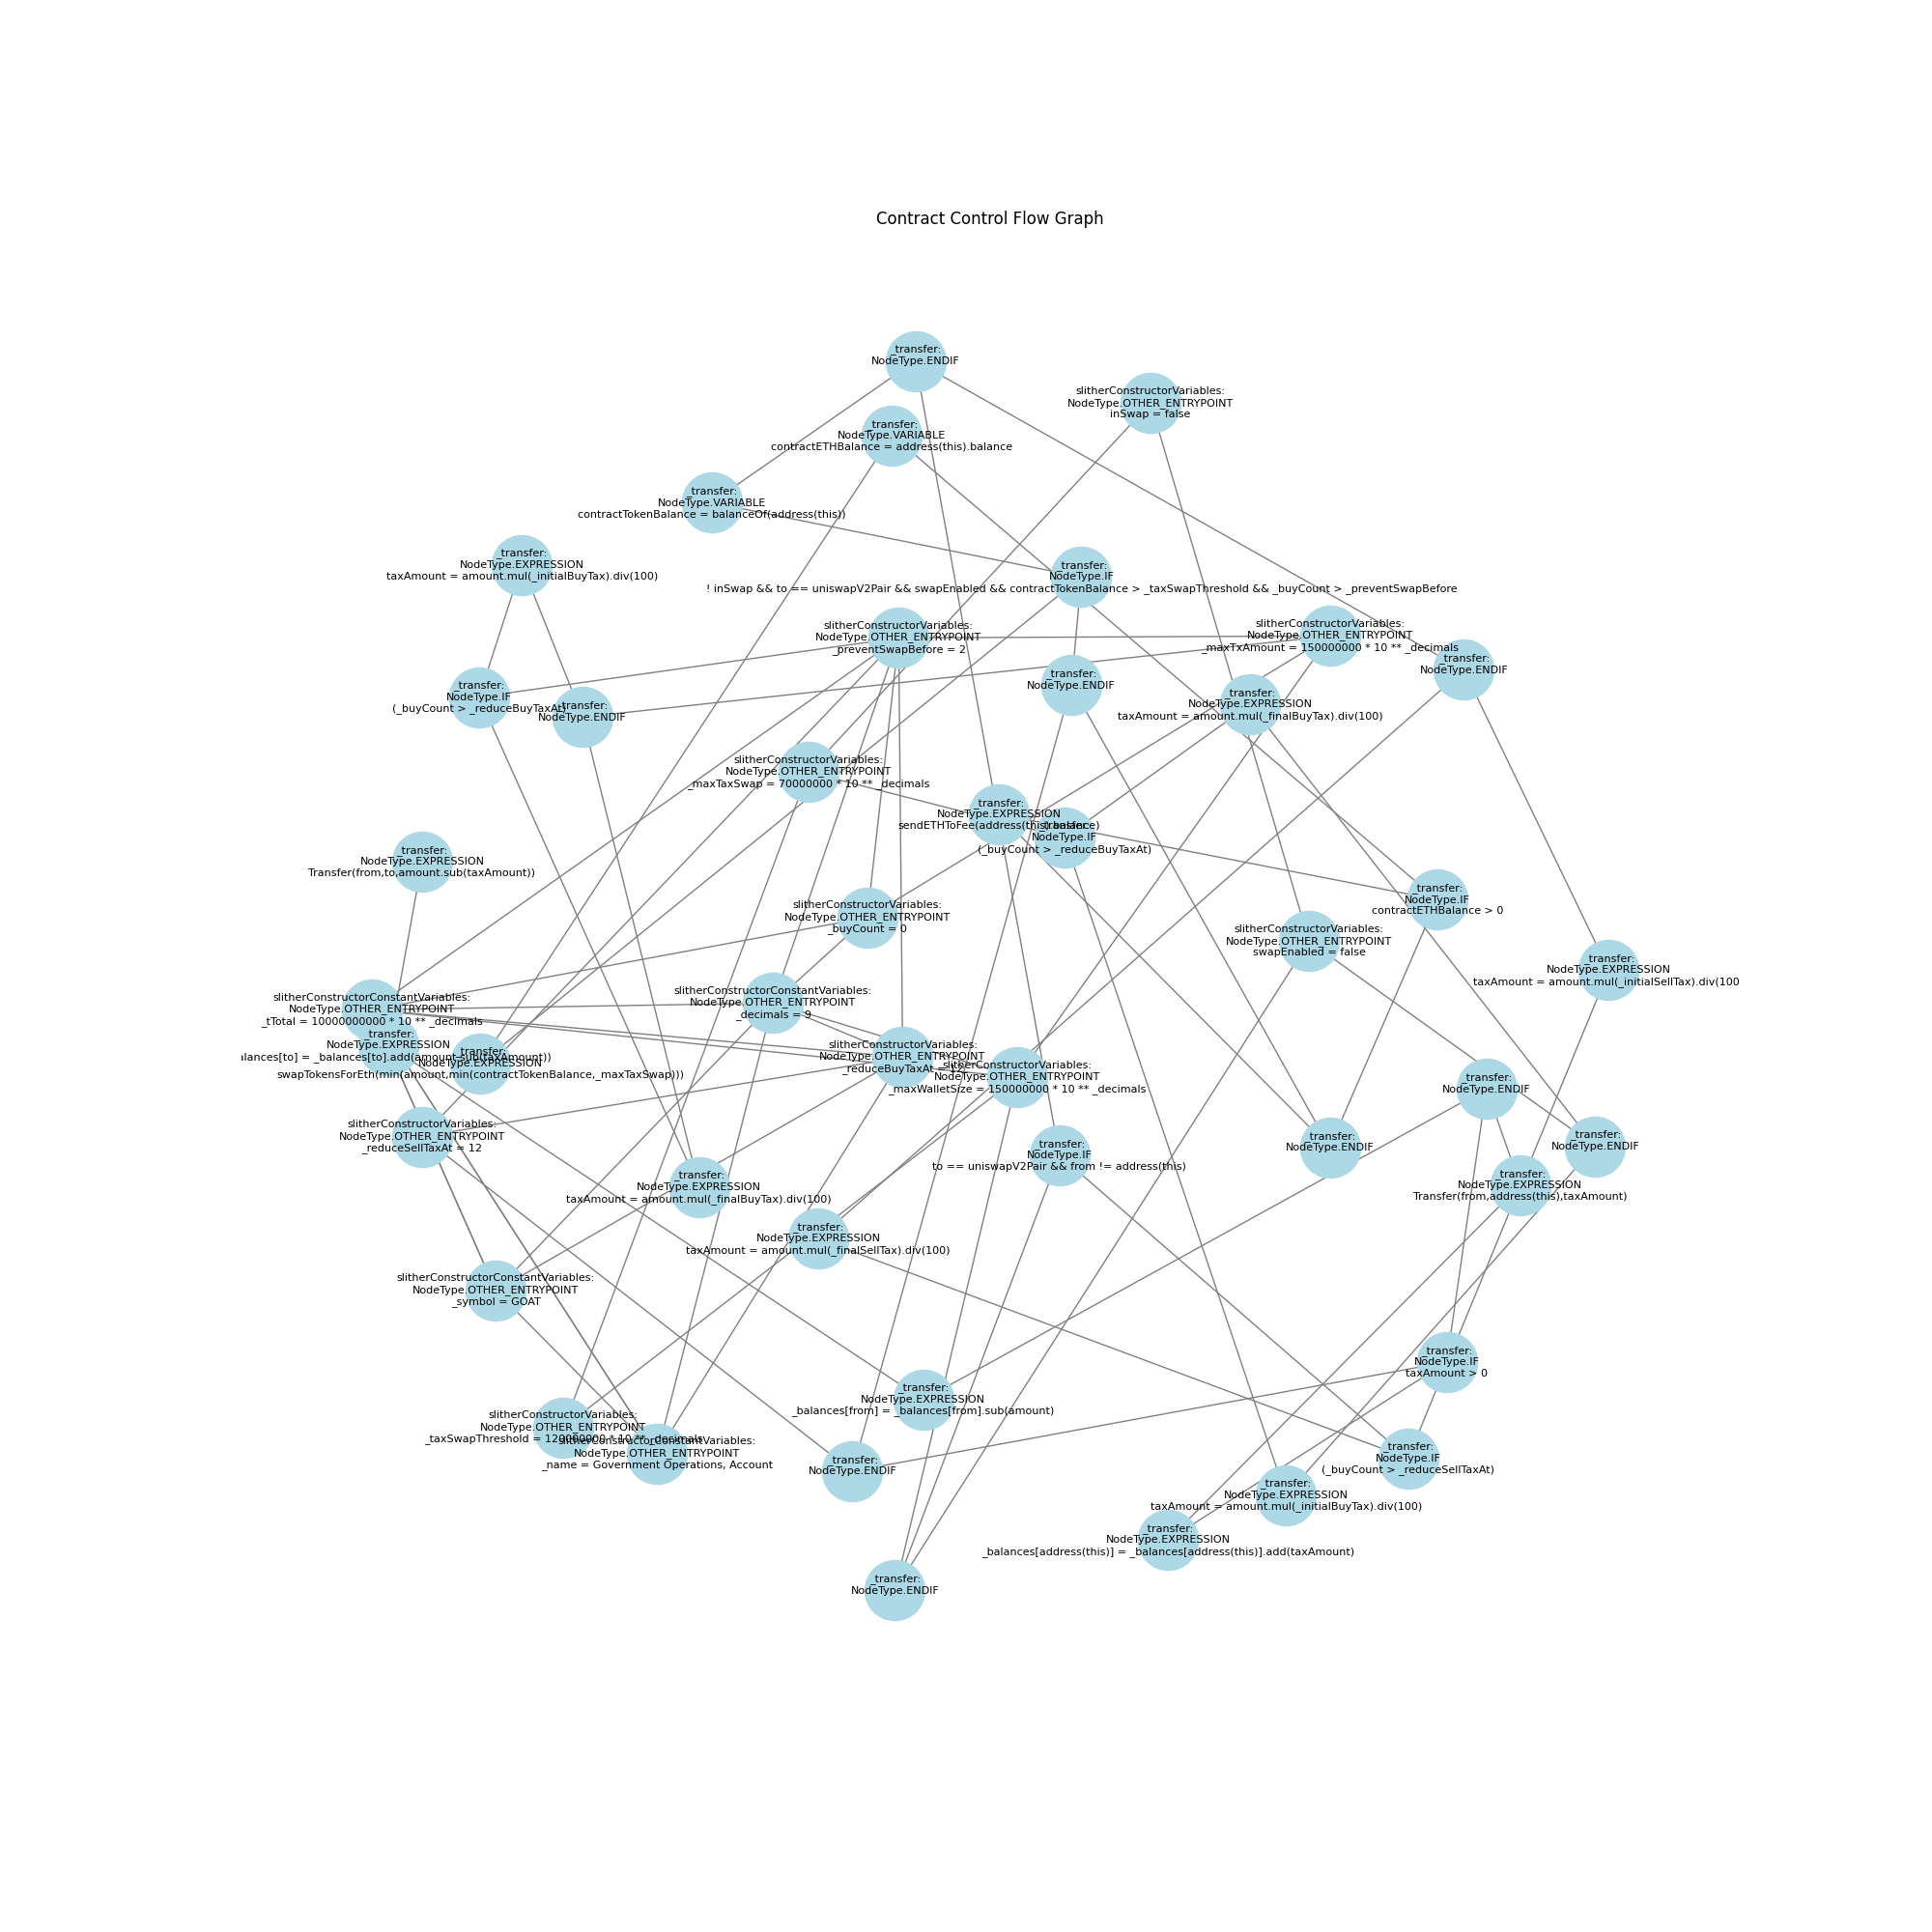 Contract Control Flow Graph
_transfer:
NodeType.ENDIF
slitherConstructorVariables:
NodeType.OTHER_ENTRYPOINT
inSwap = false
_transfer:
NodeType.VARIABLE
contractETHBalance = address(this).balance
_transfer:
NodeType.VARIABLE
contractTokenBalance = balanceOf(address(this))
_transfer:
NodeType.EXPRESSION
taxAmount = amount.mul(_initialBuyTax).div(100)
_transfer:
NodeType.IF
! inSwap && to == uniswapV2Pair && swapEnabled && contractTokenBalance > _taxSwapThreshold && _buyCount > _preventSwapBefore
slitherConstructorVariables:
NodeType.OTHER_ENTRYPOINT
_preventSwapBefore = 2
slitherConstructorVariables:
NodeType.OTHER_ENTRYPOINT
_maxTxAmount = 150000000 * 10 ** _decimals
_transfer:
NodeType.ENDIF
_transfer:
NodeType.ENDIF
_transfer:
NodeType.IF
(_buyCount > _reduceBuyTaxAt)
_transfer:
NodeType.ENDIF
_transfer:
NodeType.EXPRESSION
taxAmount = amount.mul(_finalBuyTax).div(100)
slitherConstructorVariables:
NodeType.OTHER_ENTRYPOINT
_maxTaxSwap = 70000000 * 10 ** _decimals
_transfer:
NodeType.EXPRESSION
sendETHToFee(address(this).balance)
_transfer:
NodeType.IF
(_buyCount > _reduceBuyTaxAt)
_transfer:
NodeType.EXPRESSION
Transfer(from,to,amount.sub(taxAmount))
_transfer:
NodeType.IF
contractETHBalance > 0
slitherConstructorVariables:
NodeType.OTHER_ENTRYPOINT
_buyCount = 0
slitherConstructorVariables:
NodeType.OTHER_ENTRYPOINT
swapEnabled = false
_transfer:
NodeType.EXPRESSION
taxAmount = amount.mul(_initialSellTax).div(100
slitherConstructorConstantVariables:
NodeType.OTHER_ENTRYPOINT
_tTotal = 10000000000 * 10 ** _decimals
slitherConstructorConstantVariables:
NodeType.OTHER_ENTRYPOINT
_decimals = 9
_transfer:
NodeType.EXPRESSION
alances[to] = _balances[to].add(amount.sub(taxAmount))
_transfer:
NodeType.EXPRESSION
swapTokensForEth(min(amount,min(contractTokenBalance,_maxTaxSwap)))
slitherConstructorVariables:
NodeType.OTHER_ENTRYPOINT
_reduceBuyTaxAt = 12
slitherConstructorVariables:
NodeType.OTHER_ENTRYPOINT
_maxWalletSize = 150000000 * 10 ** _decimals
_transfer:
NodeType.ENDIF
slitherConstructorVariables:
NodeType.OTHER_ENTRYPOINT
_reduceSellTaxAt = 12
_transfer:
NodeType.IF
to == uniswapV2Pair && from != address(this)
_transfer:
NodeType.ENDIF
_transfer:
NodeType.ENDIF
_transfer:
NodeType.EXPRESSION
taxAmount = amount.mul(_finalBuyTax).div(100)
_transfer:
NodeType.EXPRESSION
Transfer(from,address(this),taxAmount)
_transfer:
NodeType.EXPRESSION
taxAmount = amount.mul(_finalSellTax).div(100)
slitherConstructorConstantVariables:
NodeType.OTHER_ENTRYPOINT
_symbol = GOAT
_transfer:
NodeType.IF
taxAmount > 0
_transfer:
NodeType.EXPRESSION
_balances[from] = _balances[from].sub(amount)
slitherConstructorVariables:
NodeType.OTHER_ENTRYPOINT
_taxSwapThreshold = 120000000 * 10 ** _decimals
slitherConstructorConstantVariables:
NodeType.OTHER_ENTRYPOINT
_name = Government Operations, Account
_transfer:
NodeType.ENDIF
_transfer:
NodeType.IF
(_buyCount > _reduceSellTaxAt)
_transfer:
NodeType.EXPRESSION
taxAmount = amount.mul(_initialBuyTax).div(100)
_transfer:
NodeType.EXPRESSION
_balances[address(this)] = _balances[address(this)].add(taxAmount)
_transfer:
NodeType.ENDIF